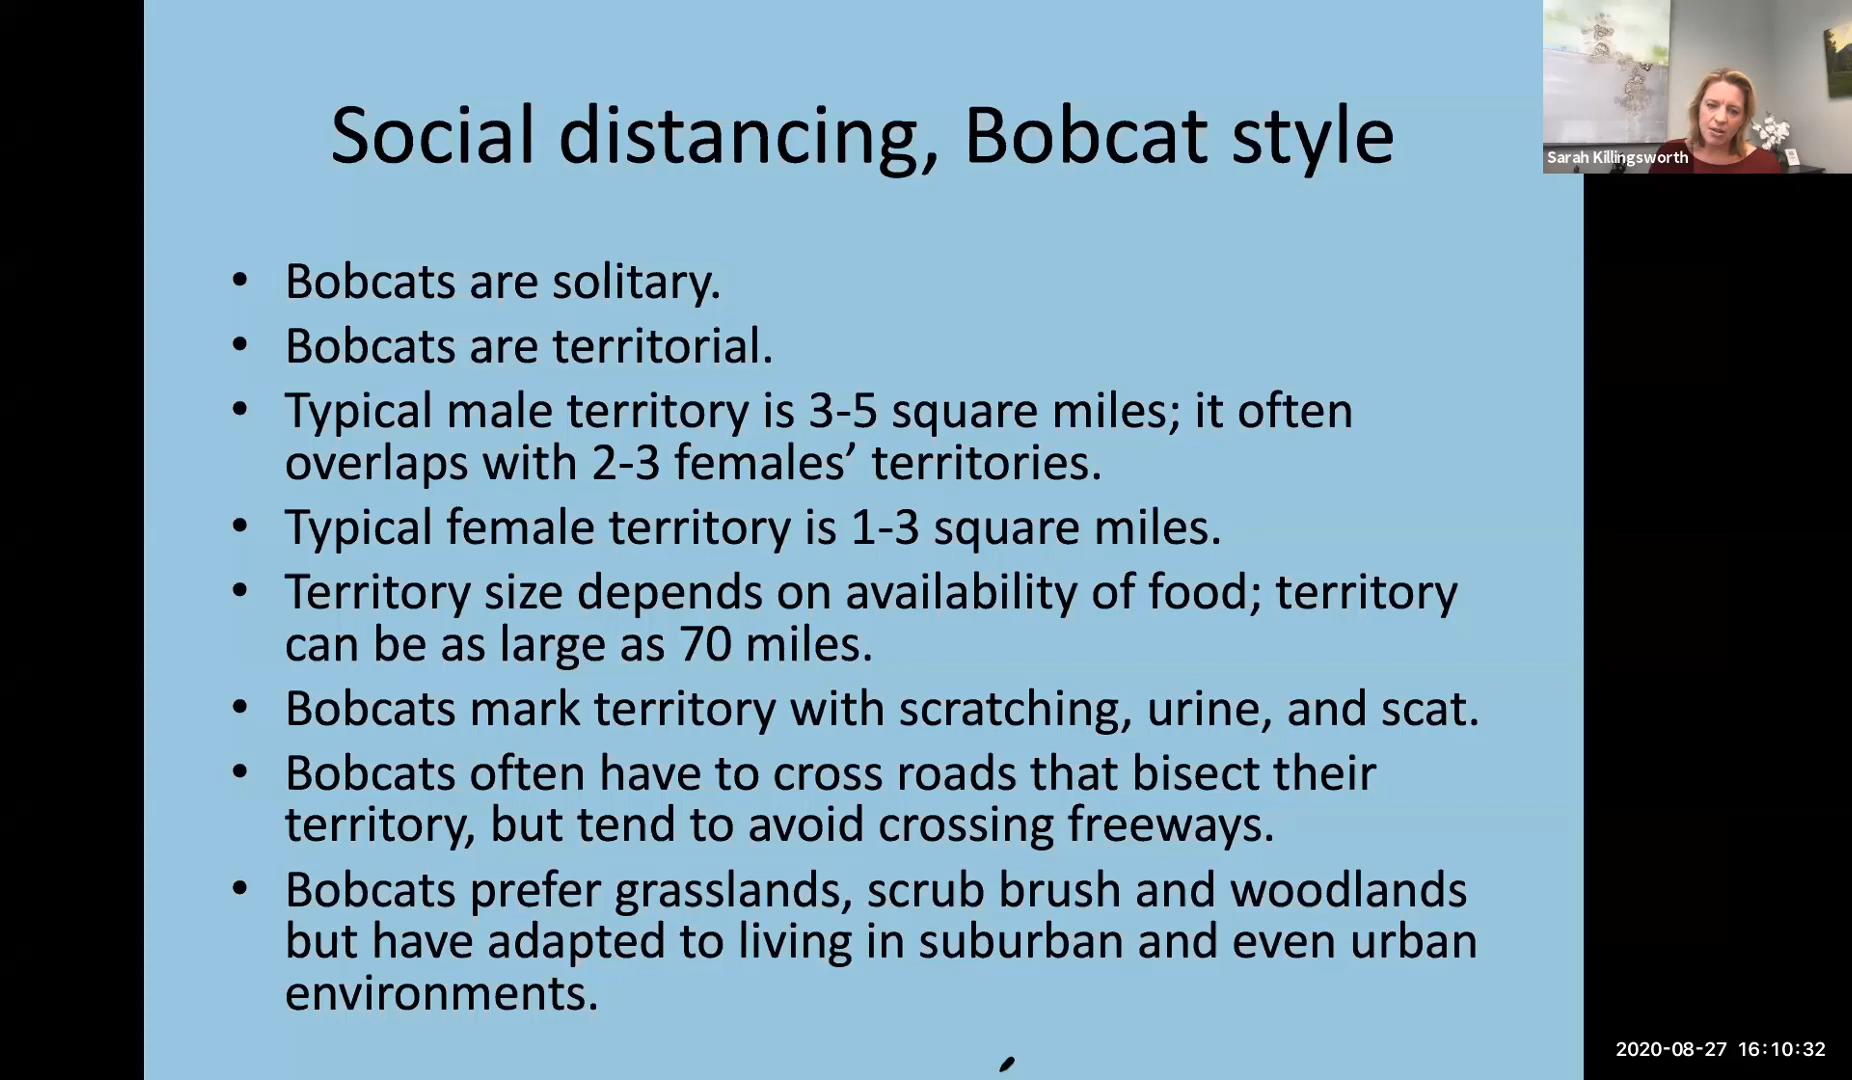 Social distancing, Bobcat style
Sarah Killingsworth
• Bobcats are solitary.
• Bobcats are territorial.
• Typical male territory is 3-5 square miles; it often
overlaps with 2-3 females’ territories.
• Typical female territory is 1-3 square miles.
• Territory size depends on availability of food; territory
can be as large as 70 miles.
• Bobcats mark territory with scratching, urine, and scat.
• Bobcats often have to cross roads that bisect their
territory, but tend to avoid crossing freeways.
• Bobcats prefer grasslands, scrub brush and woodlands
but have adapted to living in suburban and even urban
environments.
2020-08-27 16:10:32